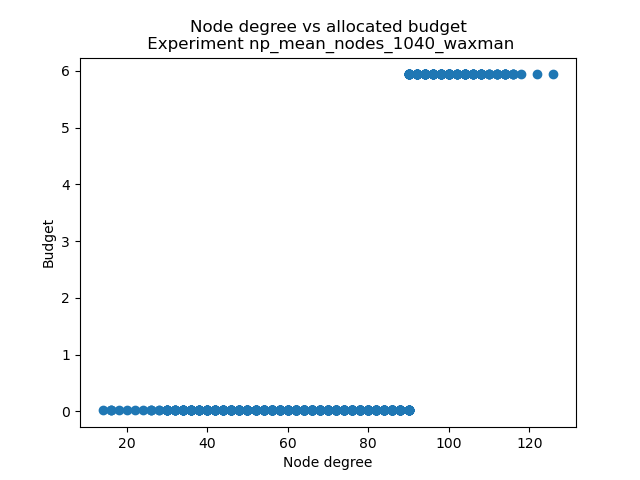 Node degree vs allocated budget
Experiment np_mean_nodes_1040_waxman
6
5
4
3
2
1
0
Budget
20 40 60 80 100 120
Node degree